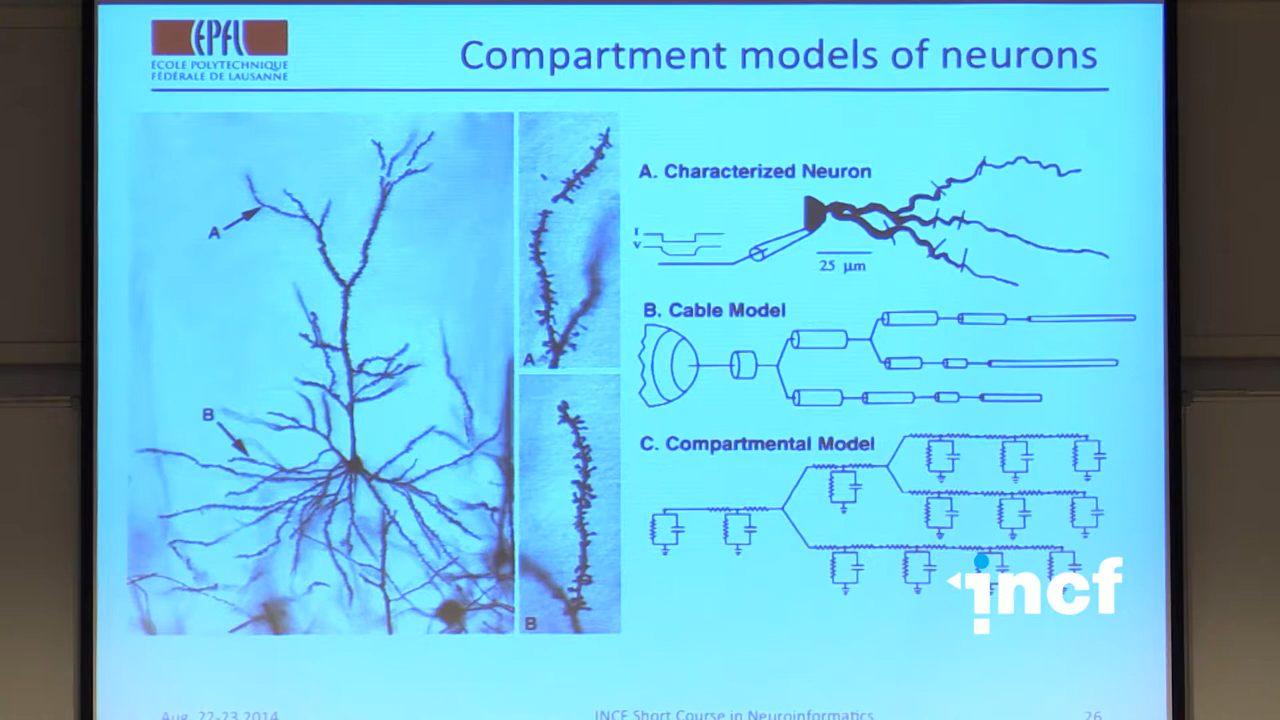 EPFL
ÉCOLE POLYTECHNIQUE
FÉDÉRALE DE LAUSANNE
Compartment models of neurons
A
B
A
B
A. Characterized Neuron
I
V
25 µm
B. Cable Model
C. Compartmental Model
incf
Aug. 22-23 2014
INCF Short Course in Neuroinformatics
26